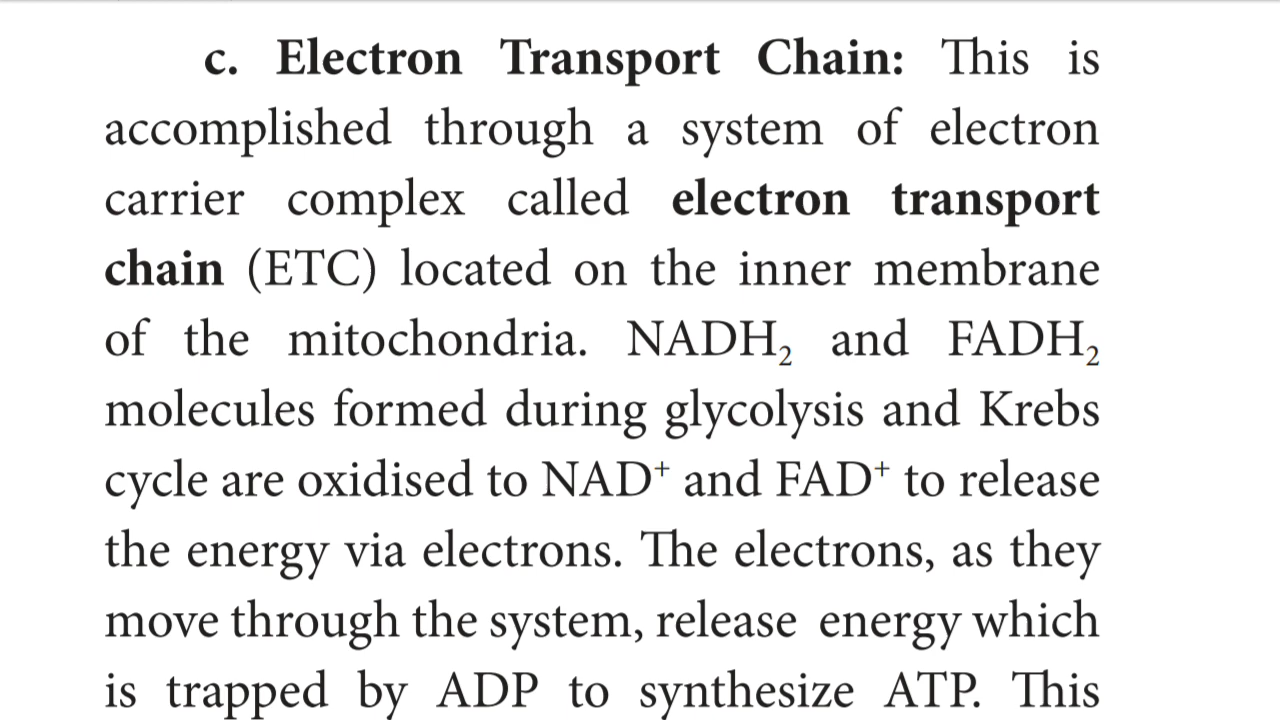 c. Electron Transport Chain: This is
accomplished through a system of electron
carrier complex called electron transport
chain (ETC) located on the inner membrane
of the mitochondria. NADH₂ and FADH₂
molecules formed during glycolysis and Krebs
cycle are oxidised to NAD⁺ and FAD⁺ to release
the energy via electrons. The electrons, as they
move through the system, release energy which
is trapped by ADP to synthesize ATP. This